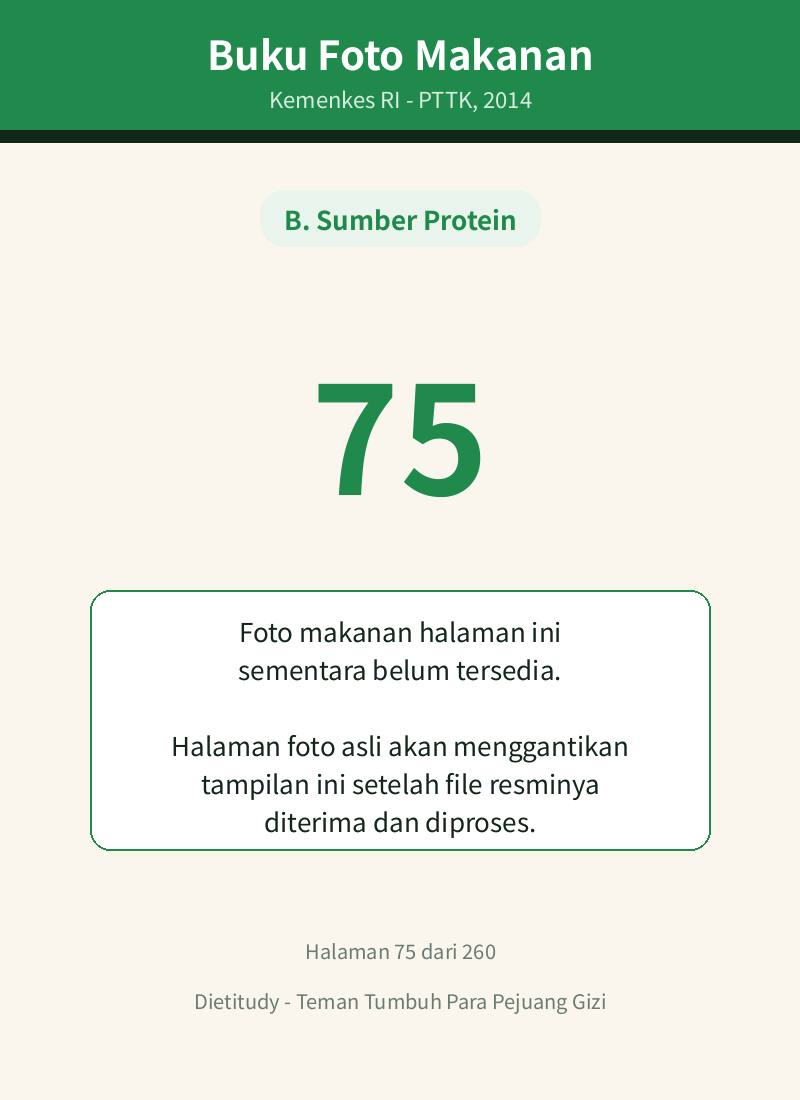 Buku Foto Makanan
Kemenkes RI - PTTK, 2014
B. Sumber Protein
75
Foto makanan halaman ini
sementara belum tersedia.
Halaman foto asli akan menggantikan
tampilan ini setelah file resminya
diterima dan diproses.
Halaman 75 dari 260
Dietitudy - Teman Tumbuh Para Pejuang Gizi